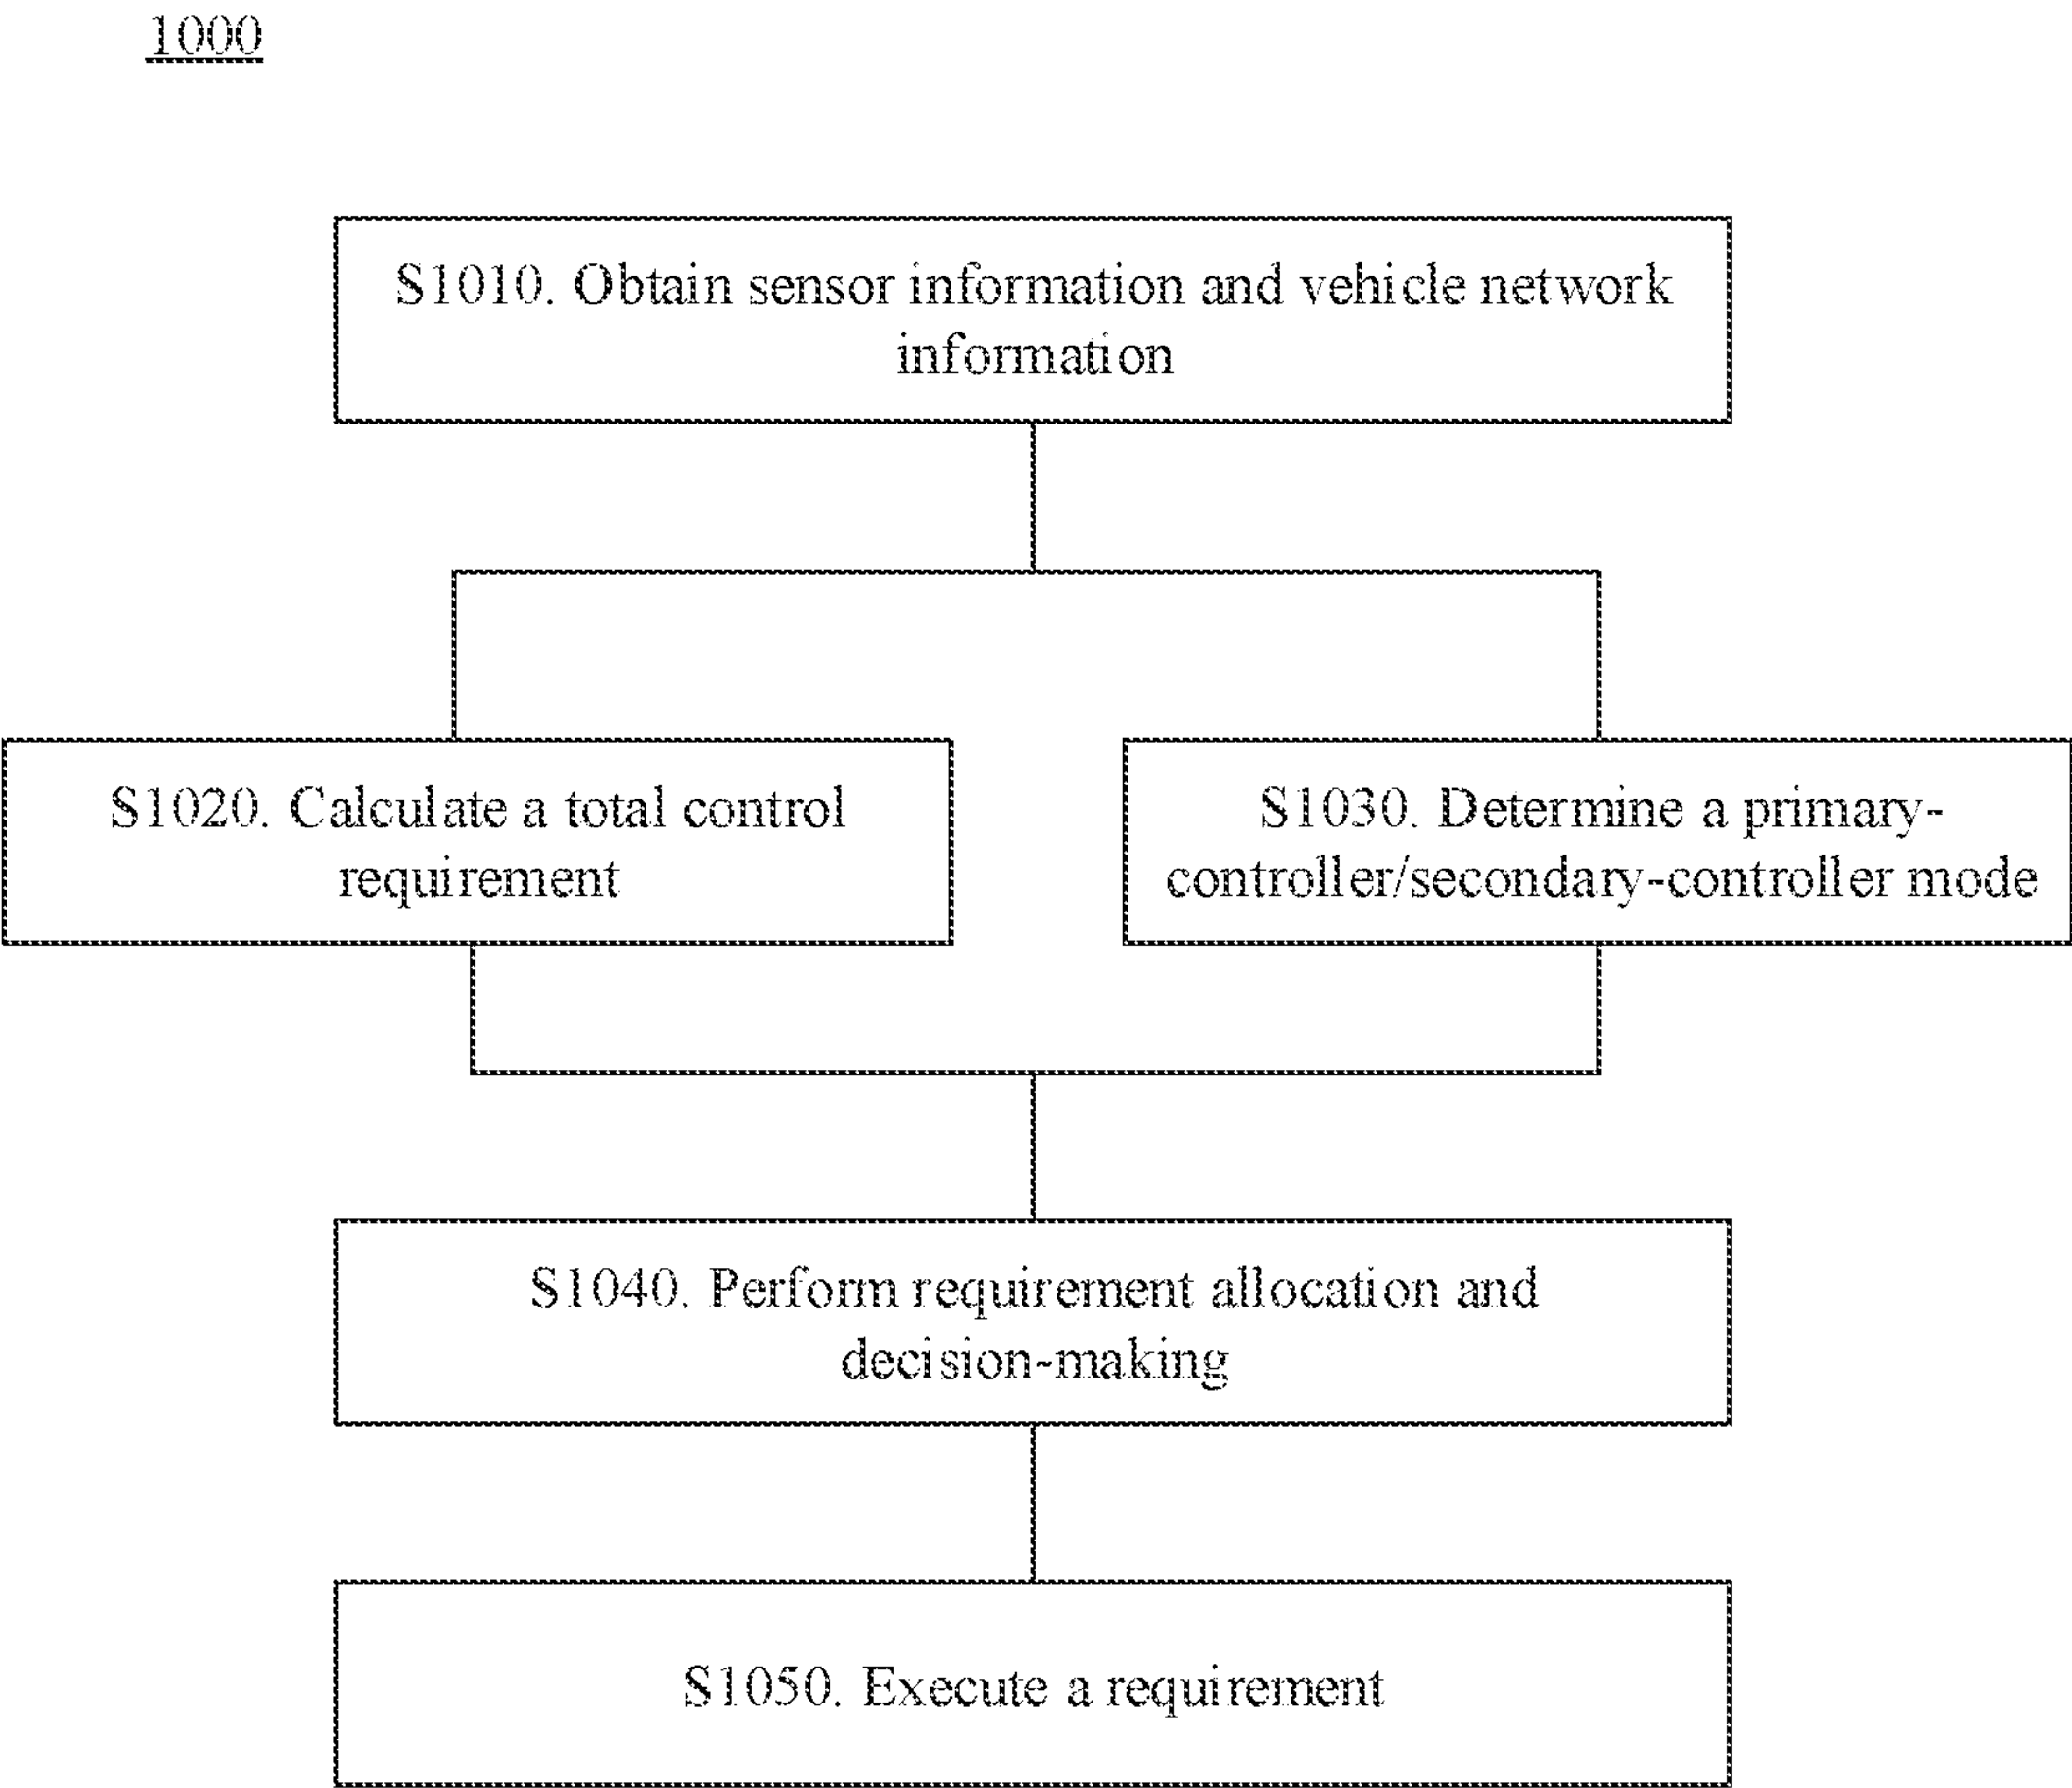 1000
S1010. Obtain sensor information and vehicle network
information
S1020. Calculate a total control
requirement
S1030. Determine a primary-
controller/secondary-controller mode
S1040. Perform requirement allocation and
decision-making
S1050. Execute a requirement